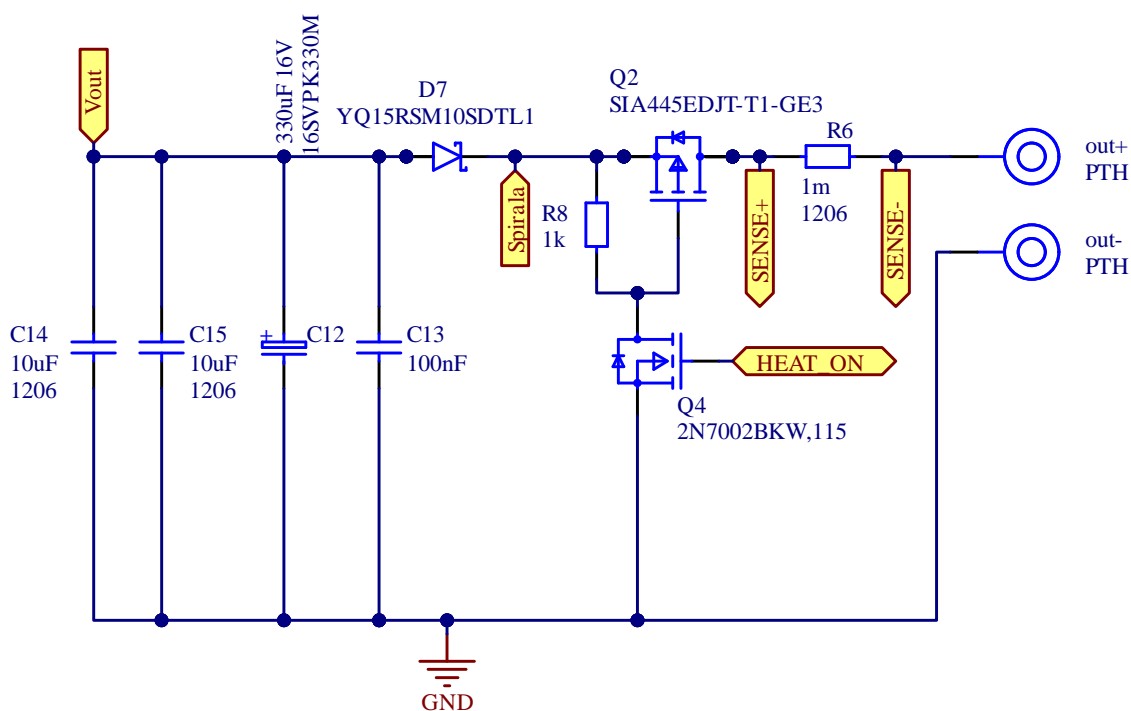 Vout
330uF 16V
16SVPK330M
D7
YQ15RSM10SDTL1
Q2
SIA445EDJT-T1-GE3
R6
1m
1206
out+
PTH
out-
PTH
Spirala
R8
1k
SENSE+
SENSE-
C14
10uF
1206
C15
10uF
1206
+
C12
C13
100nF
HEAT_ON
Q4
2N7002BKW,115
GND